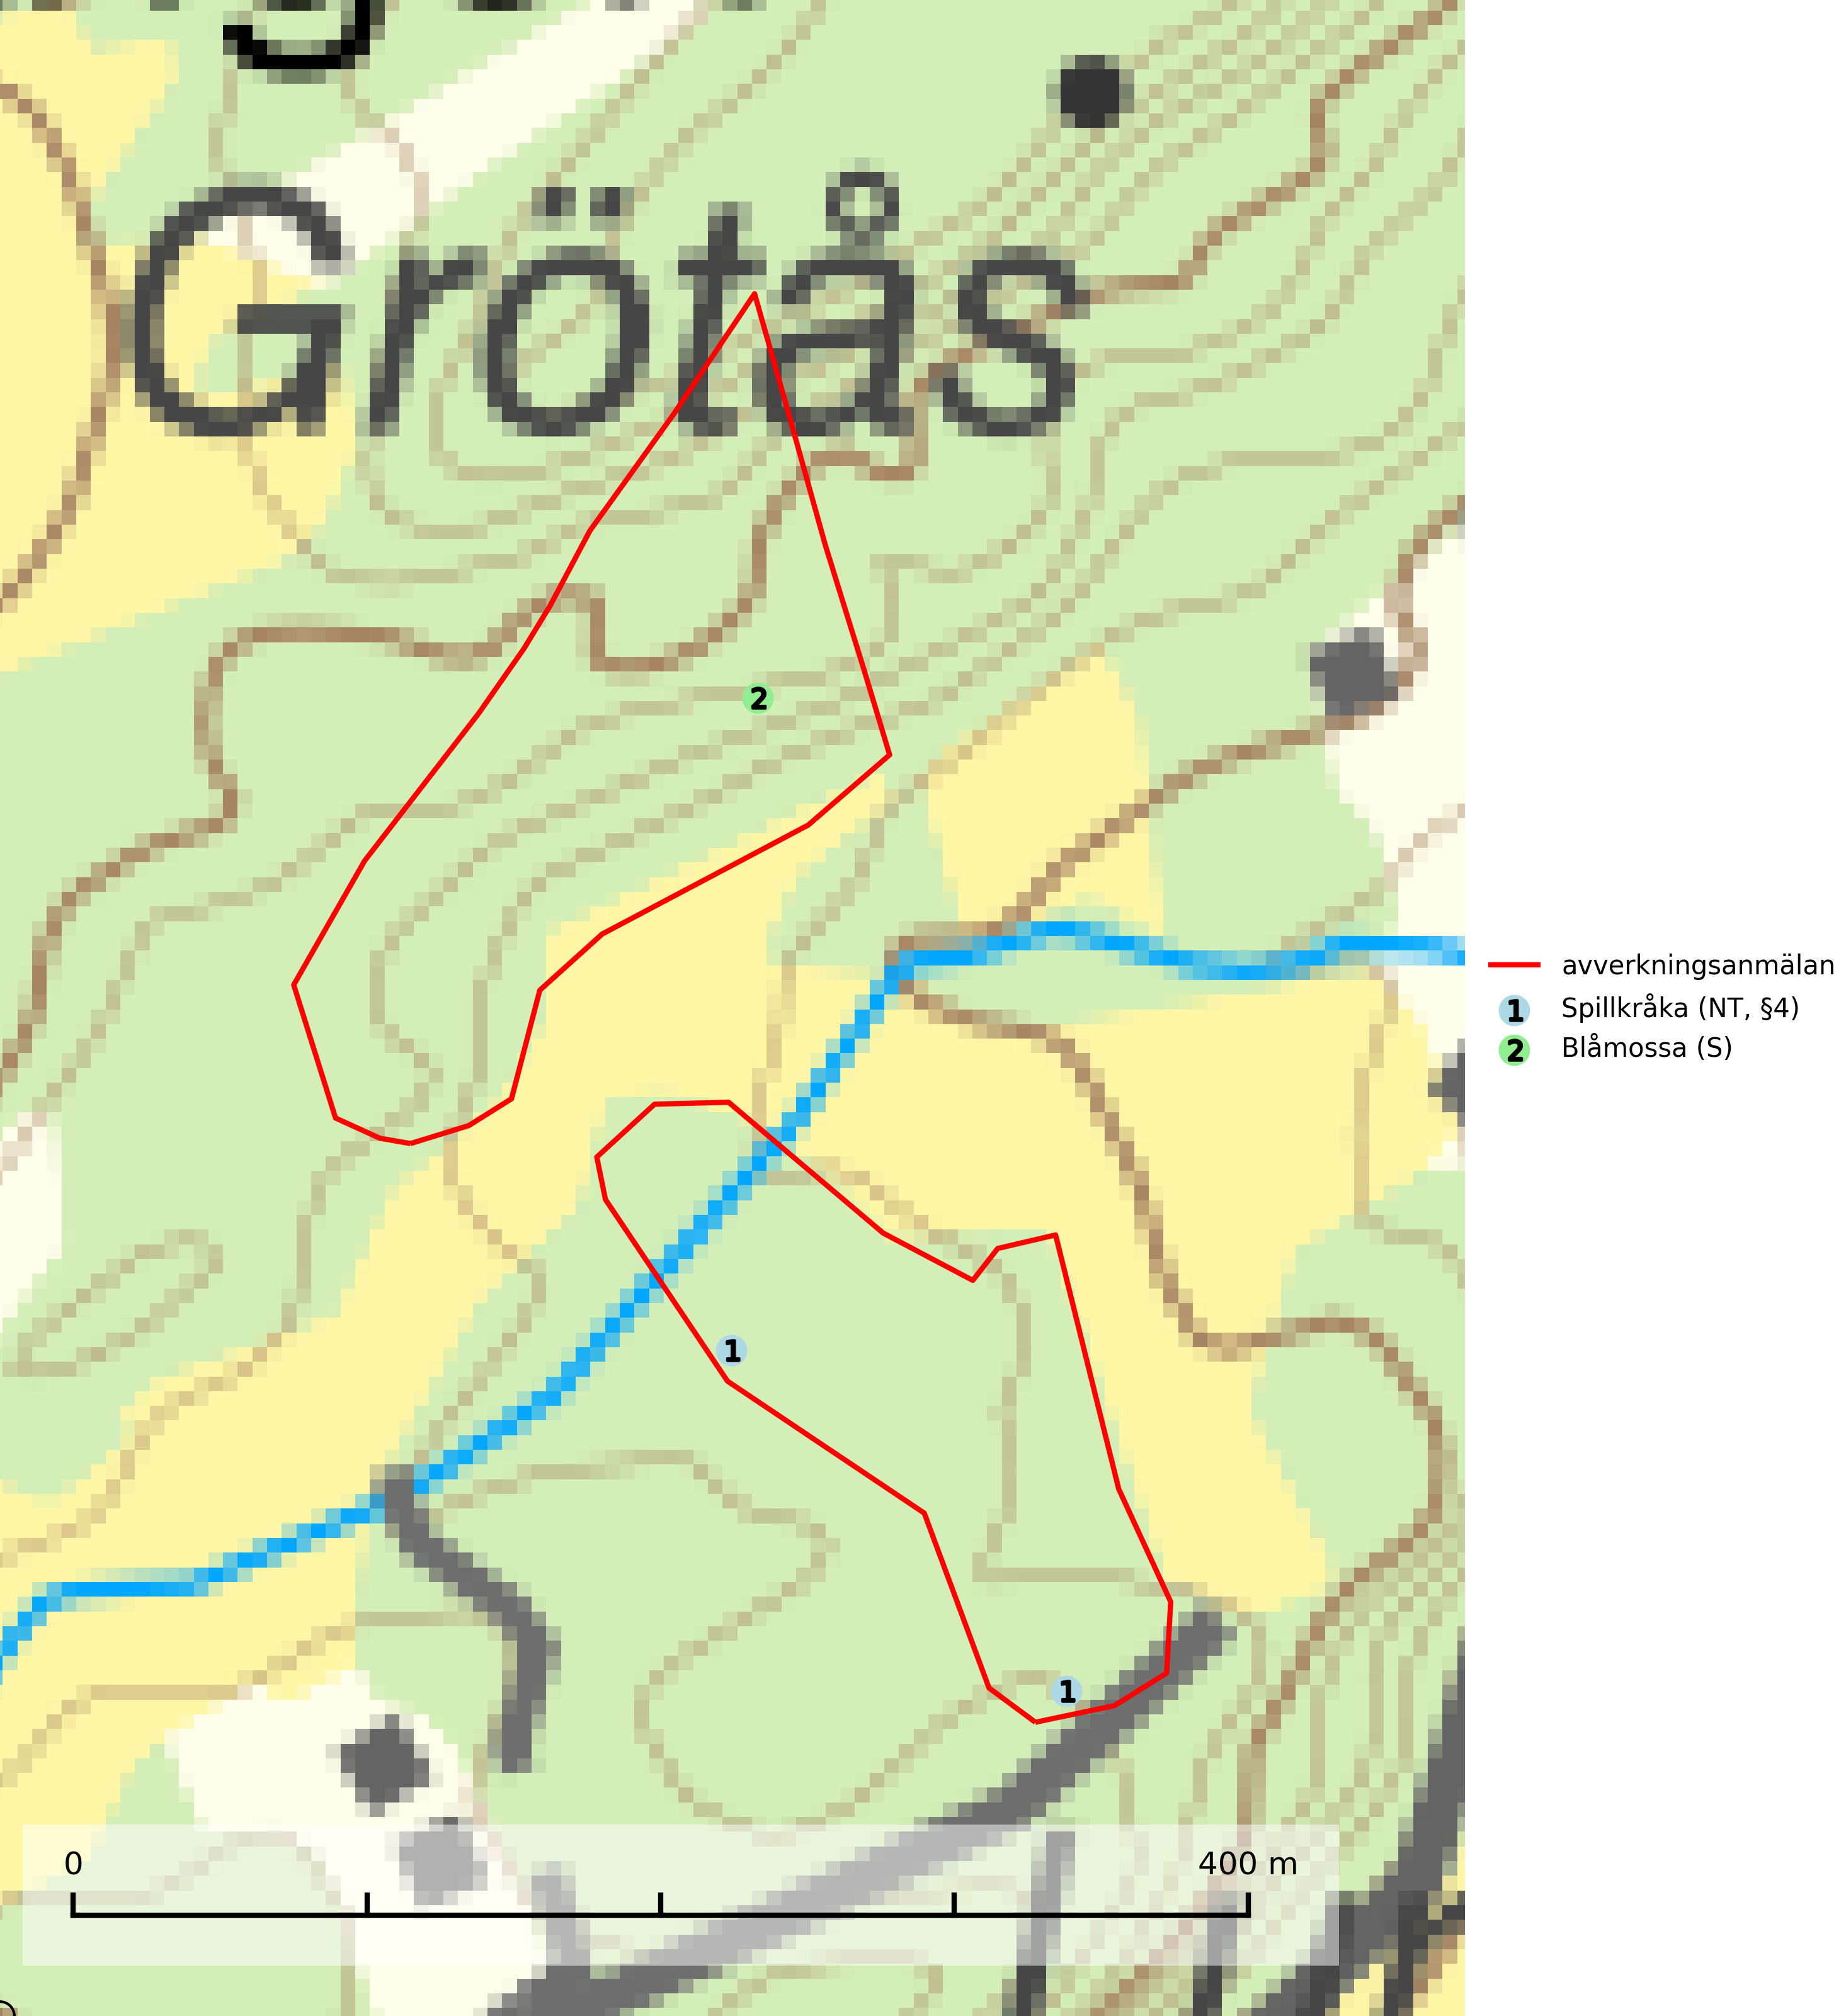 Grötås
2
1
1
avverkningsanmälan
1 Spillkråka (NT, §4)
2 Blåmossa (S)
0 400 m